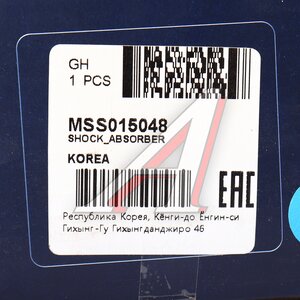 GH
1 PCS
MSS015048
SHOCK_ABSORBER
KOREA
EAC
Республика Корея, Кёнги-до Ёнгин-си
Гихынг-Гу Гихынгданджиро 46